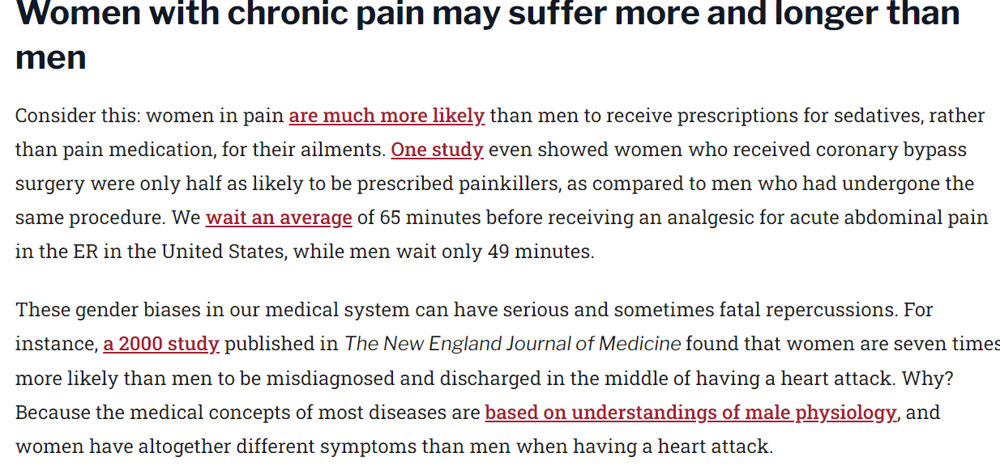 Women with chronic pain may suffer more and longer than
men
Consider this: women in pain are much more likely than men to receive prescriptions for sedatives, rather
than pain medication, for their ailments. One study even showed women who received coronary bypass
surgery were only half as likely to be prescribed painkillers, as compared to men who had undergone the
same procedure. We wait an average of 65 minutes before receiving an analgesic for acute abdominal pain
in the ER in the United States, while men wait only 49 minutes.
These gender biases in our medical system can have serious and sometimes fatal repercussions. For
instance, a 2000 study published in The New England Journal of Medicine found that women are seven times
more likely than men to be misdiagnosed and discharged in the middle of having a heart attack. Why?
Because the medical concepts of most diseases are based on understandings of male physiology, and
women have altogether different symptoms than men when having a heart attack.